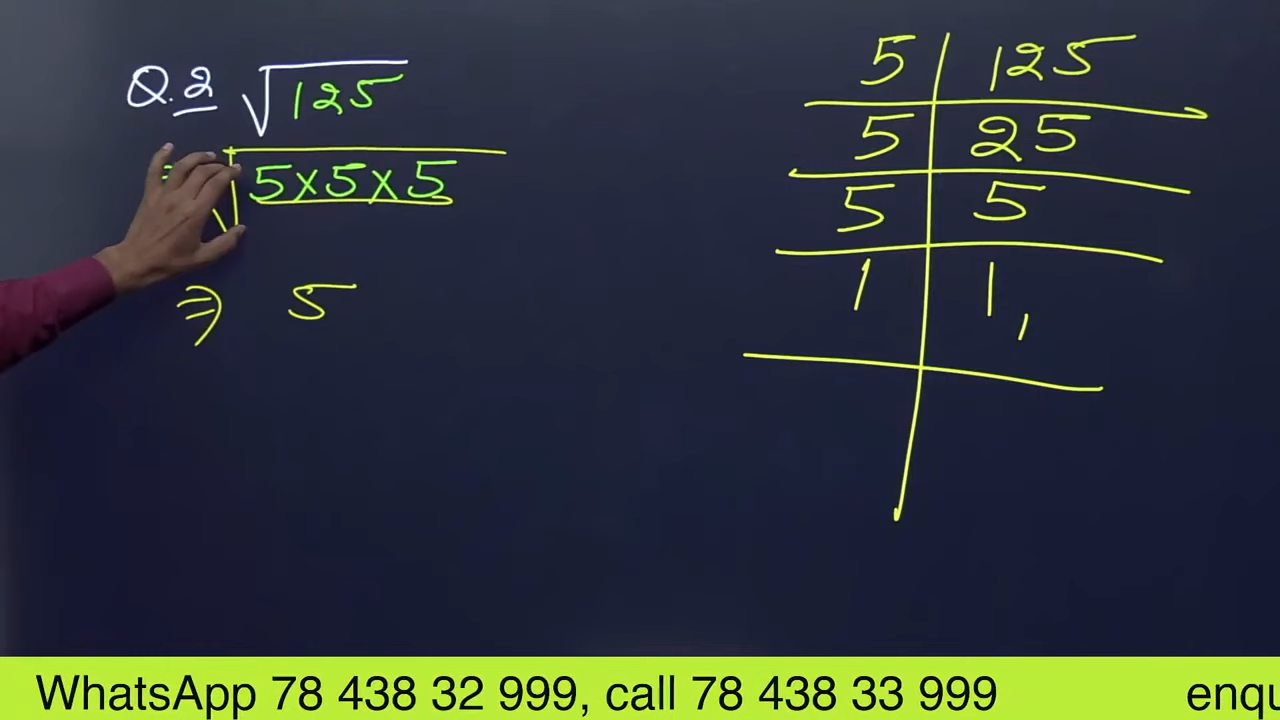 Q.2 √125
√5×5×5
⇒ 5
5 | 125
5 | 25
5 | 5
1 | 1,
WhatsApp 78 438 32 999, call 78 438 33 999